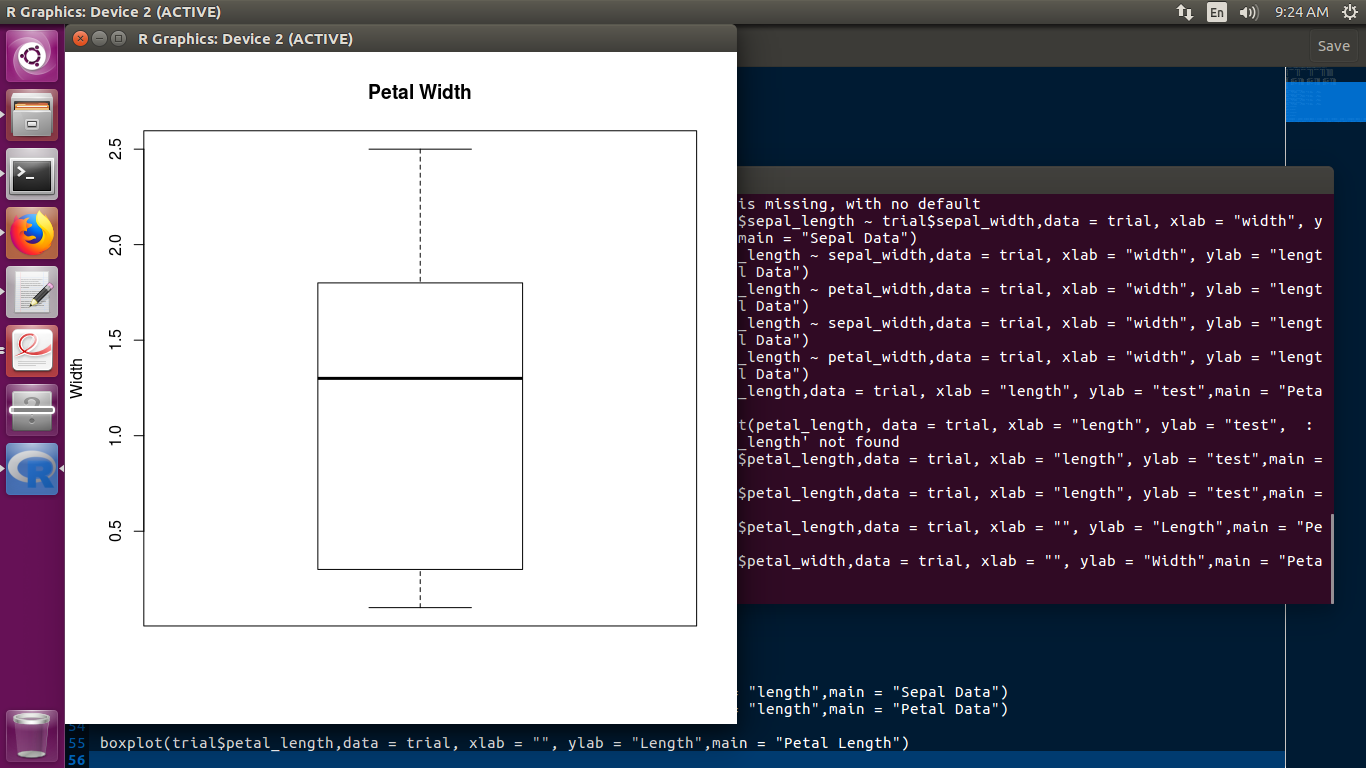 R Graphics: Device 2 (ACTIVE)
En
9:24 AM
R Graphics: Device 2 (ACTIVE)
Save
Petal Width
2.5
2.0
1.5
1.0
0.5
Width
is missing, with no default
$sepal_length ~ trial$sepal_width,data = trial, xlab = "width", y
main = "Sepal Data")
_length ~ sepal_width,data = trial, xlab = "width", ylab = "lengt
l Data")
_length ~ petal_width,data = trial, xlab = "width", ylab = "lengt
l Data")
_length ~ sepal_width,data = trial, xlab = "width", ylab = "lengt
l Data")
_length ~ petal_width,data = trial, xlab = "width", ylab = "lengt
l Data")
_length,data = trial, xlab = "length", ylab = "test",main = "Peta
t(petal_length, data = trial, xlab = "length", ylab = "test",  :
_length' not found
$petal_length,data = trial, xlab = "length", ylab = "test",main =
$petal_length,data = trial, xlab = "length", ylab = "test",main =
$petal_length,data = trial, xlab = "", ylab = "Length",main = "Pe
$petal_width,data = trial, xlab = "", ylab = "Width",main = "Peta
= "length",main = "Sepal Data")
= "length",main = "Petal Data")
54
55 boxplot(trial$petal_length,data = trial, xlab = "", ylab = "Length",main = "Petal Length")
56